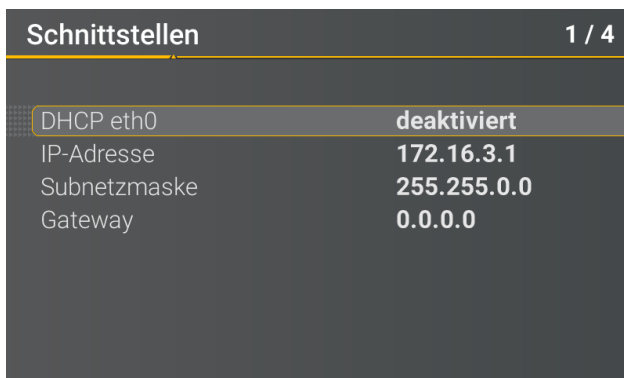 Schnittstellen 1 / 4
DHCP eth0 deaktiviert
IP-Adresse 172.16.3.1
Subnetzmaske 255.255.0.0
Gateway 0.0.0.0